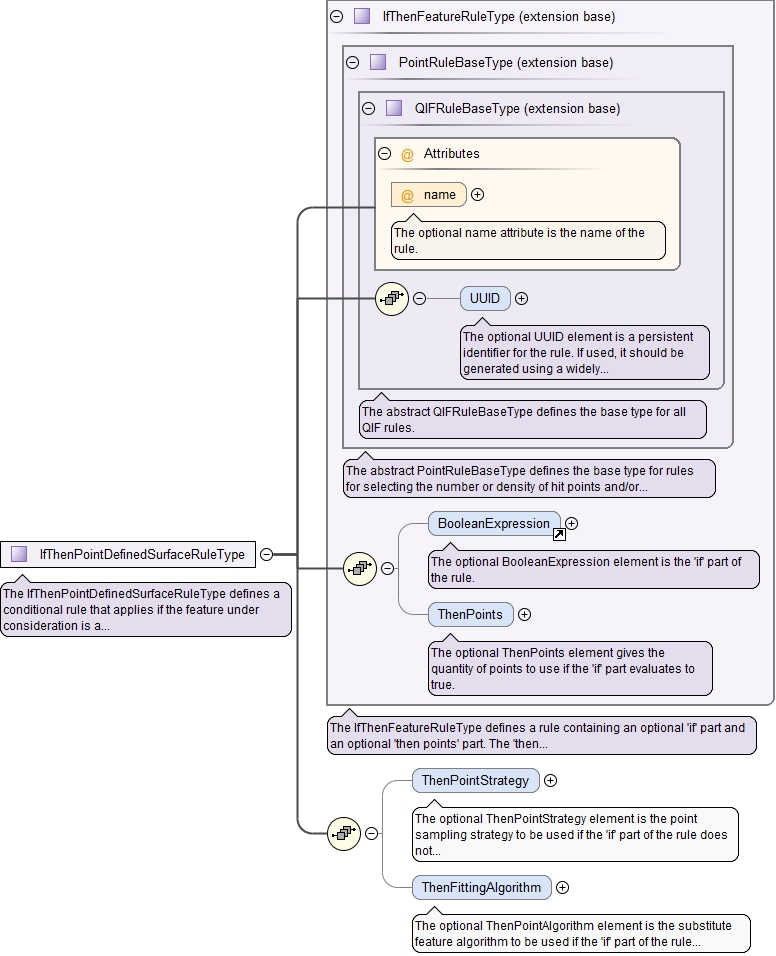 IfThenFeatureRuleType (extension base)
PointRuleBaseType (extension base)
QIFRuleBaseType (extension base)
@ Attributes
@ name
The optional name attribute is the name of the
rule.
UUID
The optional UUID element is a persistent
identifier for the rule. If used, it should be
generated using a widely...
The abstract QIFRuleBaseType defines the base type for all
QIF rules.
The abstract PointRuleBaseType defines the base type for rules
for selecting the number or density of hit points and/or...
BooleanExpression
The optional BooleanExpression element is the 'if' part of
the rule.
IfThenPointDefinedSurfaceRuleType
The IfThenPointDefinedSurfaceRuleType defines a
conditional rule that applies if the feature under
consideration is a...
ThenPoints
The optional ThenPoints element gives the
quantity of points to use if the 'if' part evaluates to
true.
The IfThenFeatureRuleType defines a rule containing an optional 'if' part and
an optional 'then points' part. The 'then...
ThenPointStrategy
The optional ThenPointStrategy element is the point
sampling strategy to be used if the 'if' part of the rule does
not...
ThenFittingAlgorithm
The optional ThenPointAlgorithm element is the substitute
feature algorithm to be used if the 'if' part of the rule...